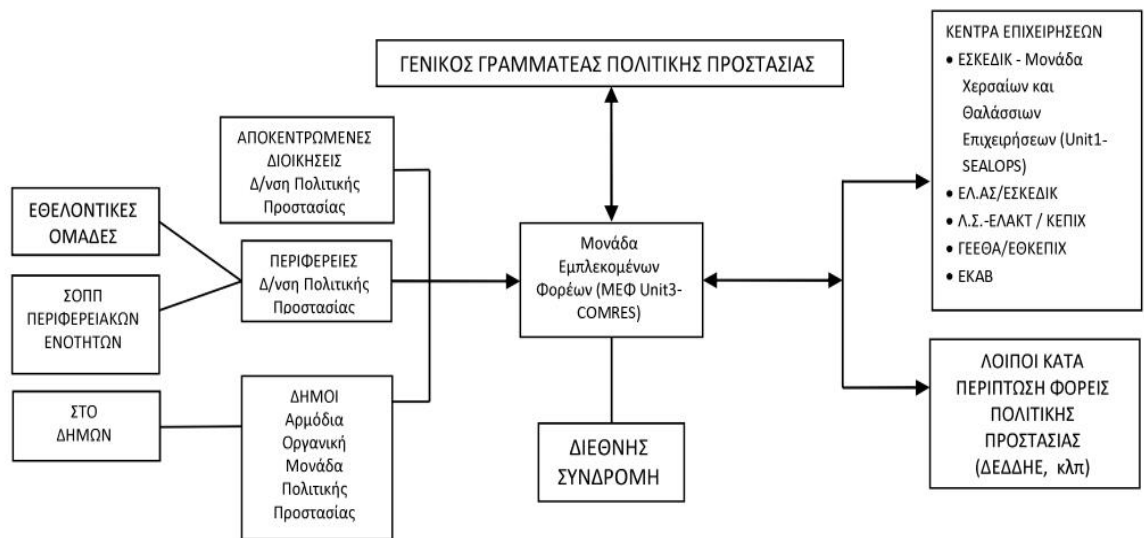 ΓΕΝΙΚΟΣ ΓΡΑΜΜΑΤΕΑΣ ΠΟΛΙΤΙΚΗΣ ΠΡΟΣΤΑΣΙΑΣ
ΑΠΟΚΕΝΤΡΩΜΕΝΕΣ
ΔΙΟΙΚΗΣΕΙΣ
Δ/νση Πολιτικής
Προστασίας
ΕΘΕΛΟΝΤΙΚΕΣ
ΟΜΑΔΕΣ
ΠΕΡΙΦΕΡΕΙΕΣ
Δ/νση Πολιτικής
Προστασίας
ΣΟΠΠ
ΠΕΡΙΦΕΡΕΙΑΚΩΝ
ΕΝΟΤΗΤΩΝ
ΣΤΟ
ΔΗΜΩΝ
ΔΗΜΟΙ
Αρμόδια
Οργανική
Μονάδα
Πολιτικής
Προστασίας
Μονάδα
Εμπλεκομένων
Φορέων (ΜΕΦ Unit3-
COMRES)
ΔΙΕΘΝΗΣ
ΣΥΝΔΡΟΜΗ
ΚΕΝΤΡΑ ΕΠΙΧΕΙΡΗΣΕΩΝ
• ΕΣΚΕΔΙΚ - Μονάδα
Χερσαίων και
Θαλάσσιων
Επιχειρήσεων (Unit1-
SEALOPS)
• ΕΛ.ΑΣ/ΕΣΚΕΔΙΚ
• Λ.Σ.-ΕΛΑΚΤ / ΚΕΠΙΧ
• ΓΕΕΘΑ/ΕΘΚΕΠΙΧ
• ΕΚΑΒ
ΛΟΙΠΟΙ ΚΑΤΑ
ΠΕΡΙΠΤΩΣΗ ΦΟΡΕΙΣ
ΠΟΛΙΤΙΚΗΣ
ΠΡΟΣΤΑΣΙΑΣ
(ΔΕΔΔΗΕ, κλπ)